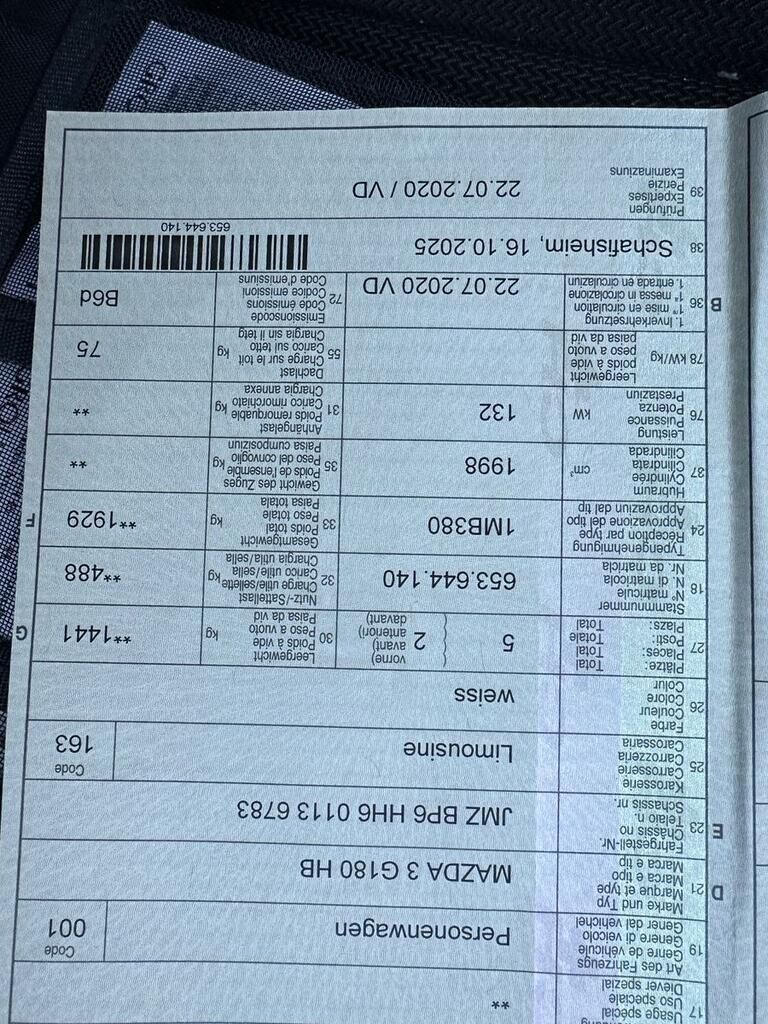 17 Usage spécial
Uso speciale
Diever spezial
**
19 Art des Fahrzeugs
Genre de véhicule
Genere di veicolo
Gener dal vehichel
Personenwagen
Code
001
D 21 Marke und Typ
Marque et type
Marca e tipo
Marca e tip
MAZDA 3 G180 HB
E 23 Fahrgestell-Nr.
Châssis no
Telaio n.
Schassis nr.
JMZ BP6 HH6 0113 6783
25 Karosserie
Carrosserie
Carrozzeria
Carossaria
Limousine
Code
163
26 Farbe
Couleur
Colore
Colur
weiss
27 Plätze: Total
Places: Total
Posti: Totale
Plazs: Total
5
vorne)
avant)
anteriori)
davant)
2
G 30 Leergewicht
Poids à vide
Peso a vuoto
Paisa da vid
kg
**1441
18 Stammnummer
N° matricule
N. di matricola
Nr. da matricla
653.644.140
32 Nutz-/Sattellast
Charge utile/sellette
Carico utile/sella
Chargia utila/sella
kg
**488
24 Typengenehmigung
Réception par type
Approvazione del tipo
Approvaziun dal tip
1MB380
F 33 Gesamtgewicht
Poids total
Peso totale
Paisa totala
kg
**1929
37 Hubraum
Cylindrée
Cilindrata
Cilindrada
cm³
1998
35 Gewicht des Zuges
Poids de l'ensemble
Peso del convoglio
Paisa cumposiziun
kg
**
76 Leistung
Puissance
Potenza
Prestaziun
kW
132
31 Anhängelast
Poids remorquable
Carico rimorchiato
Chargia annexa
kg
**
78 kW/kg Leergewicht
poids à vide
peso a vuoto
paisa da vid
55 Dachlast
Charge sur le toit
Carico sul tetto
Chargia sin il tetg
kg
75
B 36 1. Inverkehrsetzung
1re mise en circulation
1a messa in circolazione
1. entrada en circulaziun
22.07.2020 VD
72 Emissionscode
Code émissions
Codice emissioni
Code d'emissiuns
B6d
38 Schafisheim, 16.10.2025
653.644.140
39 Prüfungen
Expertises
Perizie
Examinaziuns
22.07.2020 / VD